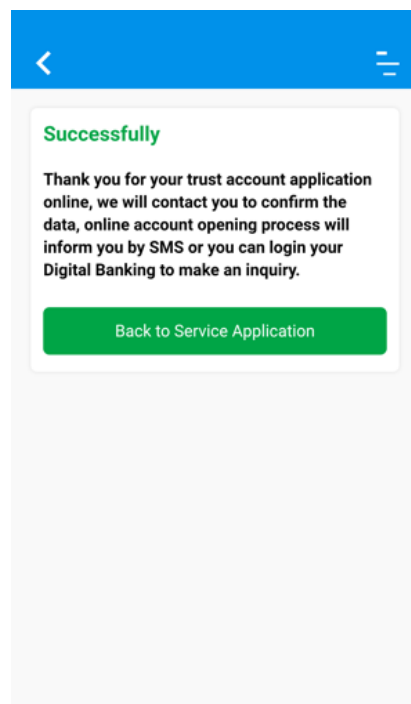 Successfully
Thank you for your trust account application
online, we will contact you to confirm the
data, online account opening process will
inform you by SMS or you can login your
Digital Banking to make an inquiry.
Back to Service Application